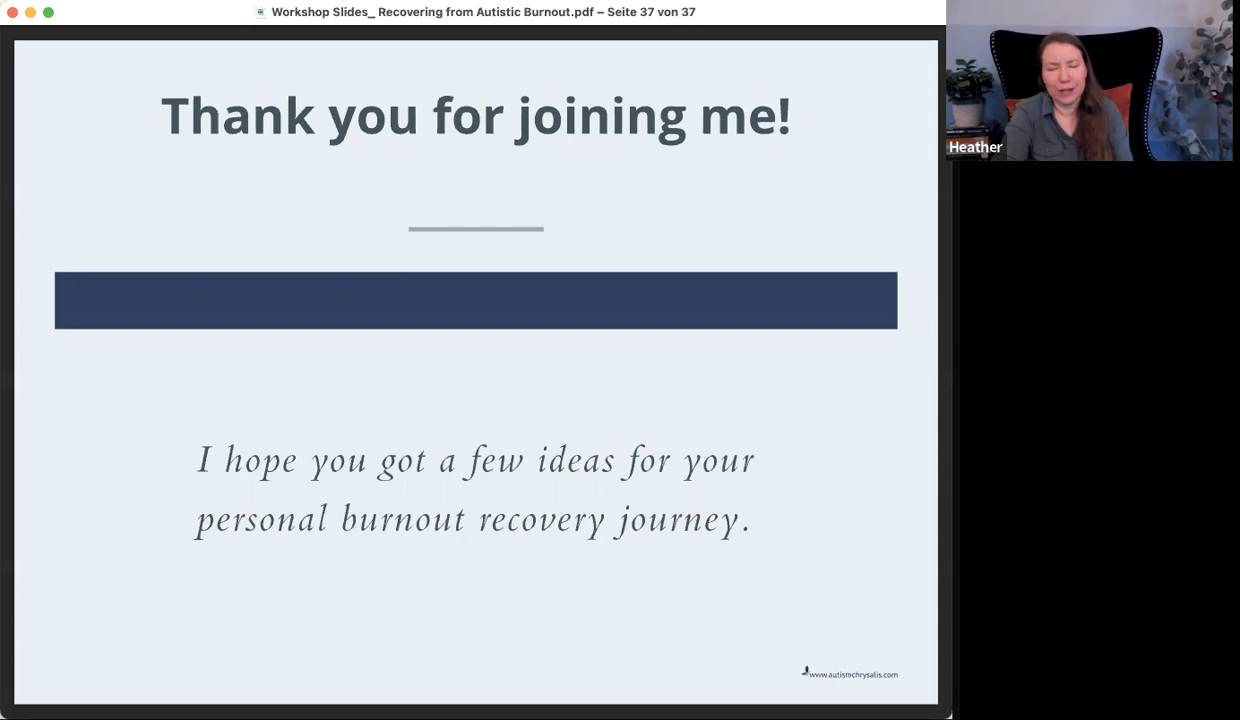 Workshop Slides_ Recovering from Autistic Burnout.pdf – Seite 37 von 37
Thank you for joining me!
Heather
I hope you got a few ideas for your
personal burnout recovery journey.
www.autismchrysalis.com